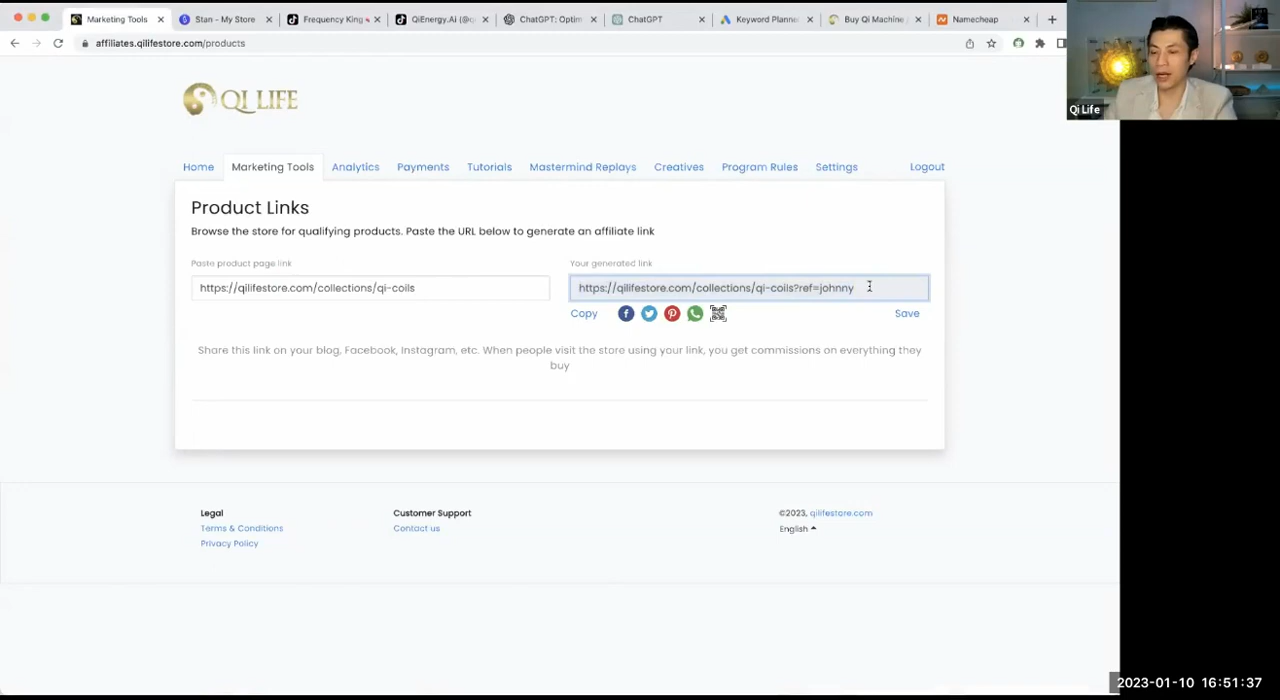 Marketing Tools
Stan - My Store
Frequency King
QiEnergy.AI (@q
ChatGPT: Optim
ChatGPT
Keyword Planne
Buy Qi Machine
Namecheap
affiliates.qilifestore.com/products
Qi Life
QI LIFE
Home Marketing Tools Analytics Payments Tutorials Mastermind Replays Creatives Program Rules Settings Logout
Product Links
Browse the store for qualifying products. Paste the URL below to generate an affiliate link
Paste product page link
Your generated link
https://qilifestore.com/collections/qi-coils
https://qilifestore.com/collections/qi-coils?ref=johnny
Copy
Save
Share this link on your blog, Facebook, Instagram, etc. When people visit the store using your link, you get commissions on everything they
buy
Legal
Terms & Conditions
Privacy Policy
Customer Support
Contact us
©2023, qilifestore.com
English
2023-01-10 16:51:37